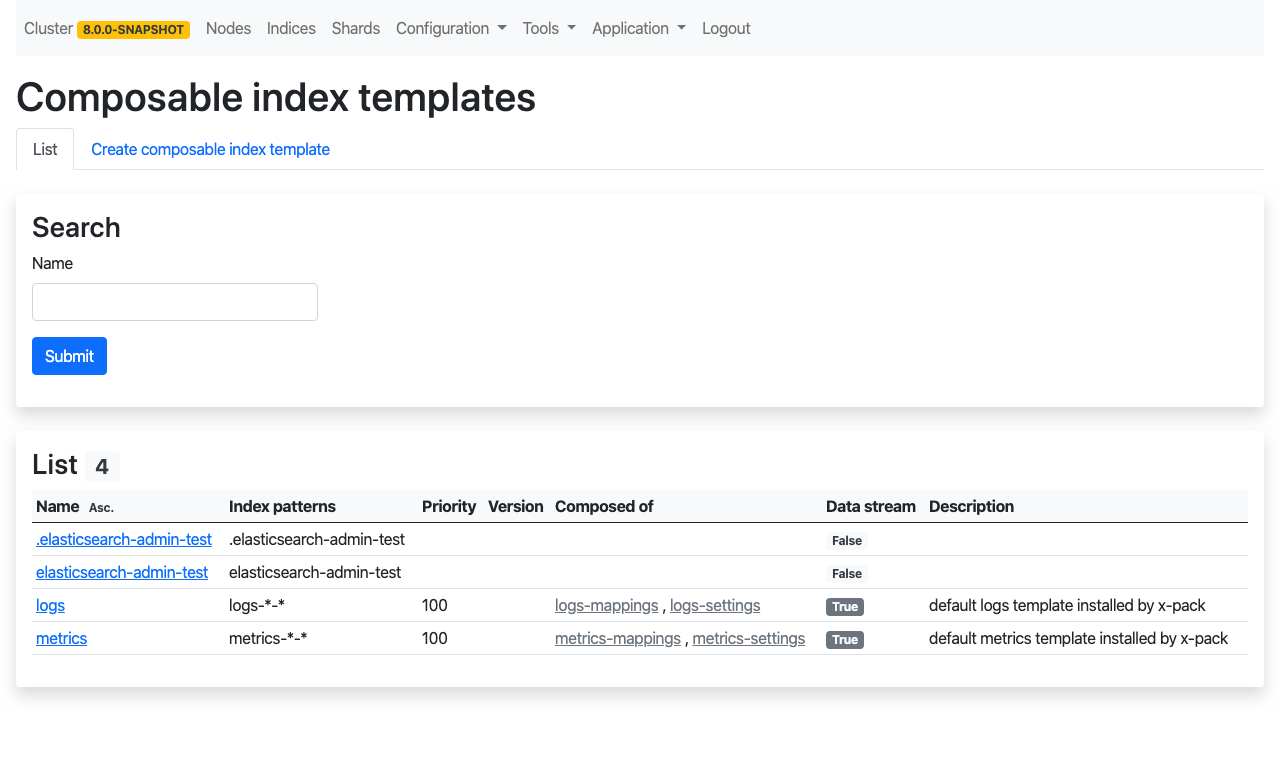 Cluster 8.0.0-SNAPSHOT Nodes Indices Shards Configuration Tools Application Logout
Composable index templates
List Create composable index template
Search
Name
Submit
List 4
Name Asc. Index patterns Priority Version Composed of Data stream Description
.elasticsearch-admin-test .elasticsearch-admin-test False
elasticsearch-admin-test elasticsearch-admin-test False
logs logs-*-* 100 logs-mappings , logs-settings True default logs template installed by x-pack
metrics metrics-*-* 100 metrics-mappings , metrics-settings True default metrics template installed by x-pack